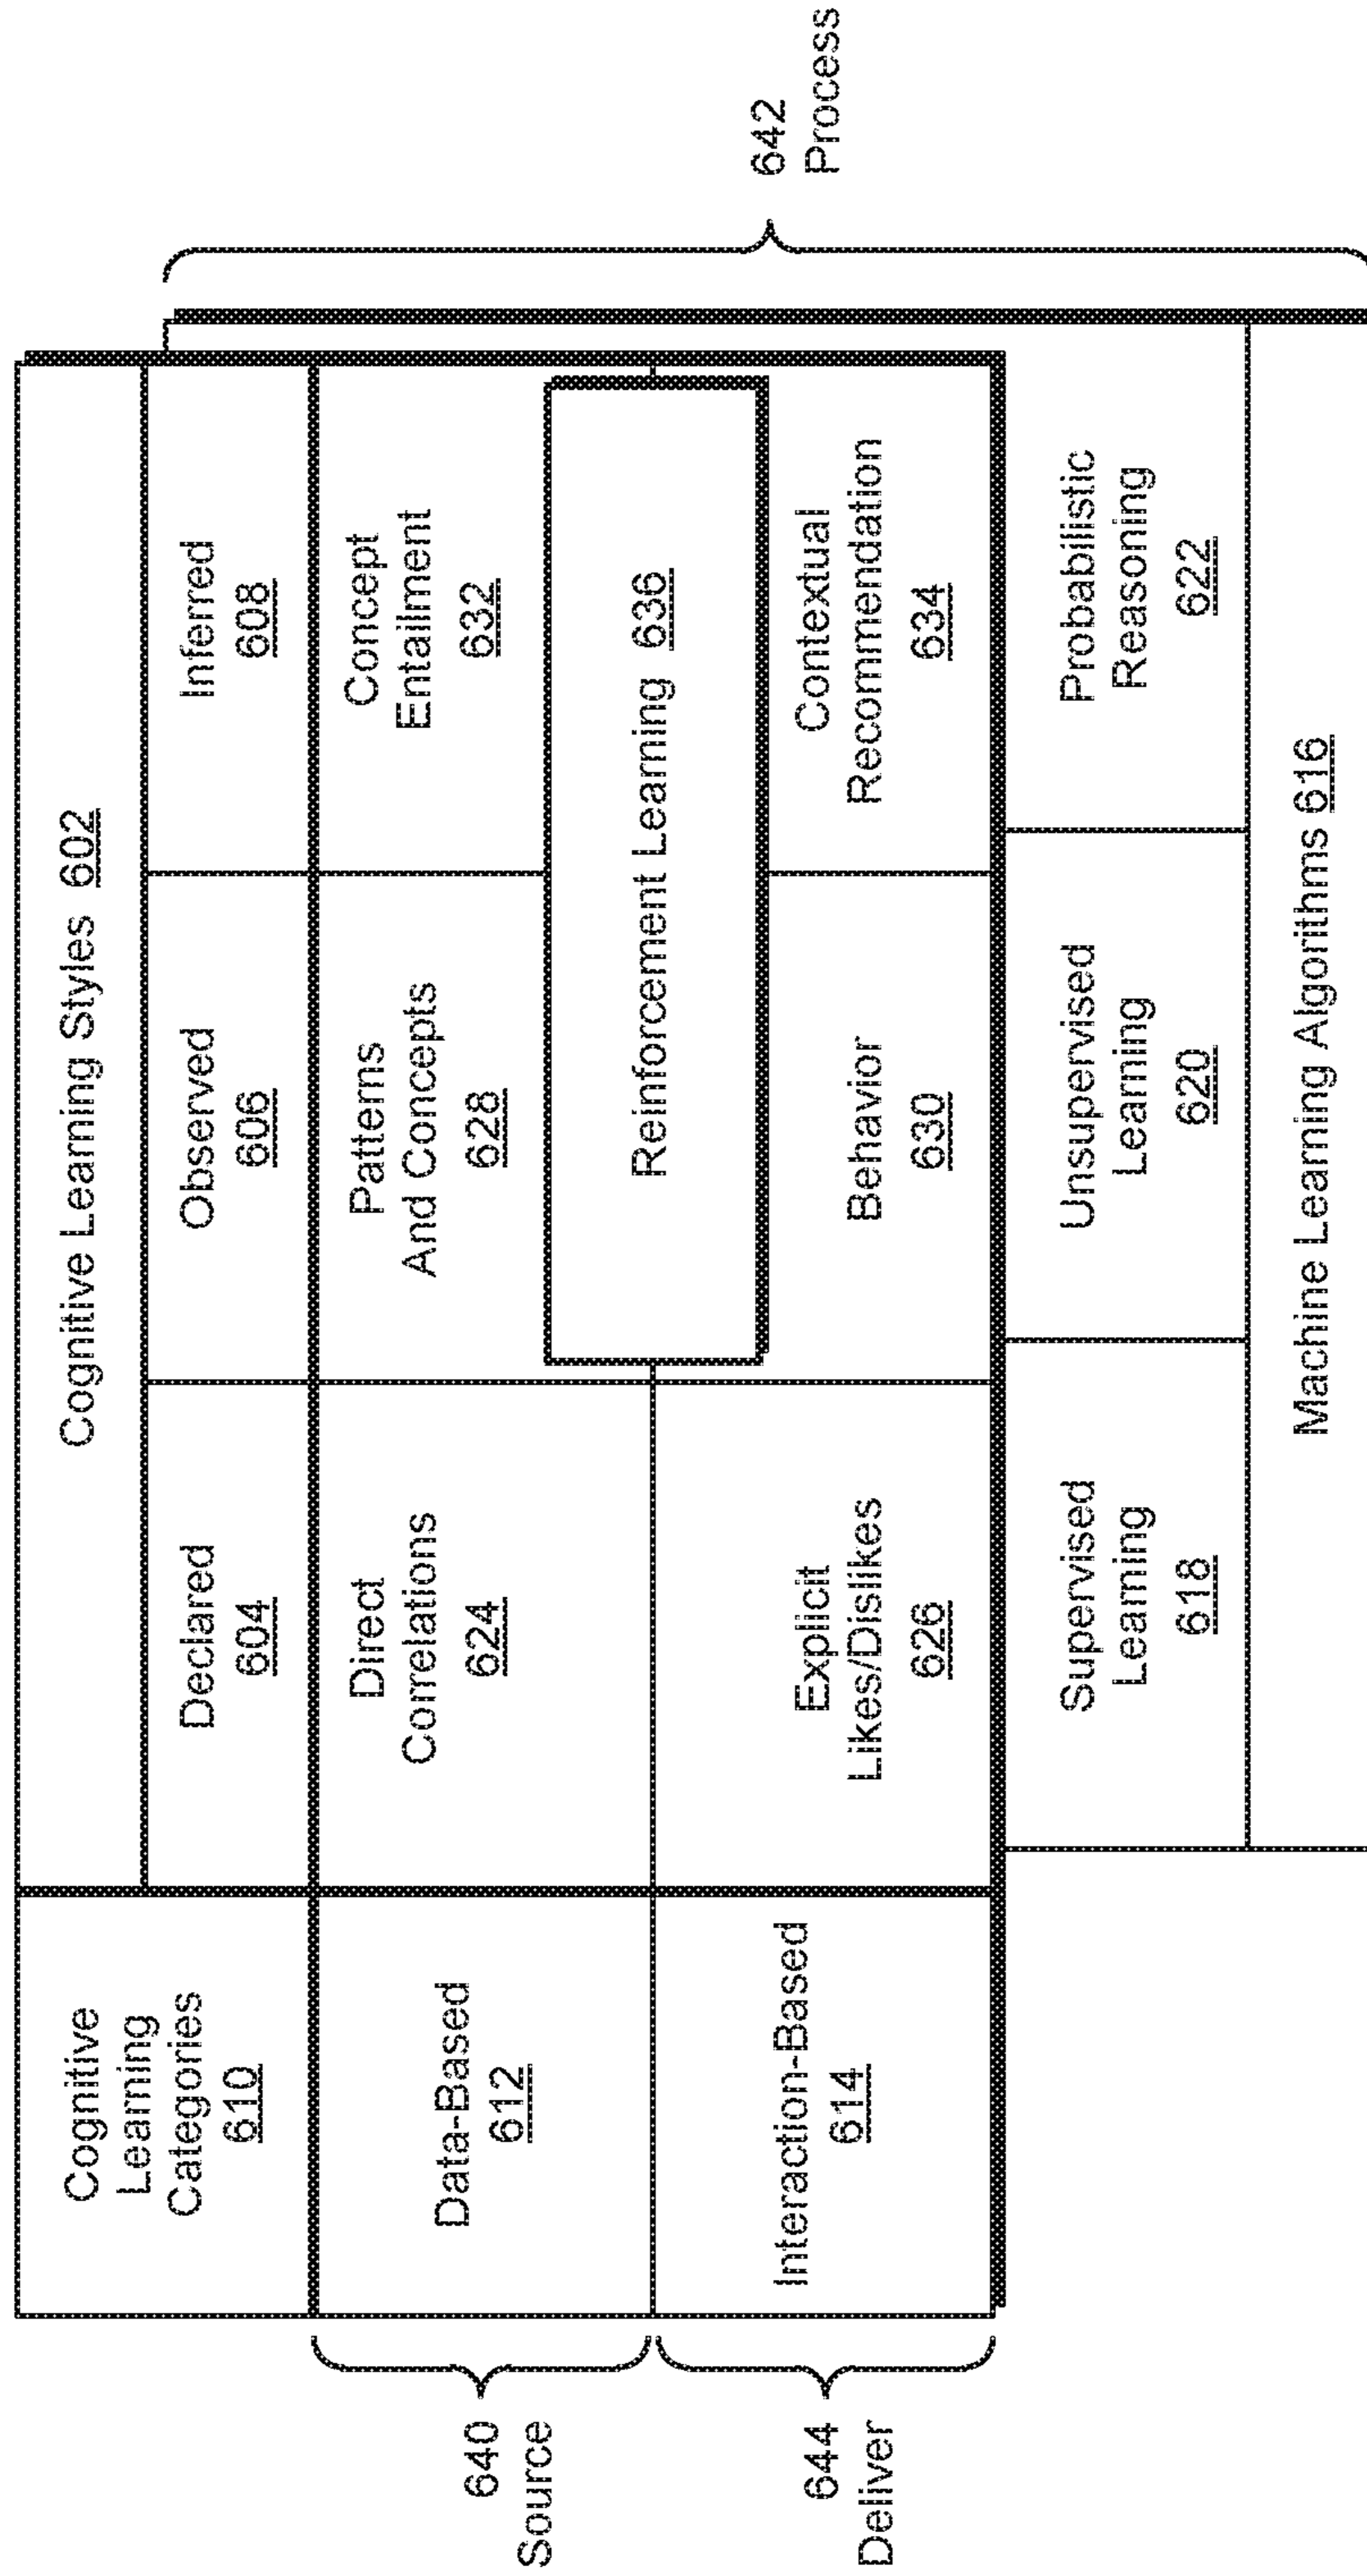 Cognitive
Learning
Categories
610
Cognitive Learning Styles 602
Declared
604
Observed
606
Inferred
608
640
Source
Data-Based
612
Direct
Correlations
624
Patterns
And Concepts
628
Concept
Entailment
632
Reinforcement Learning 636
644
Deliver
Interaction-Based
614
Explicit
Likes/Dislikes
626
Behavior
630
Contextual
Recommendation
634
642
Process
Supervised
Learning
618
Unsupervised
Learning
620
Probabilistic
Reasoning
622
Machine Learning Algorithms 616